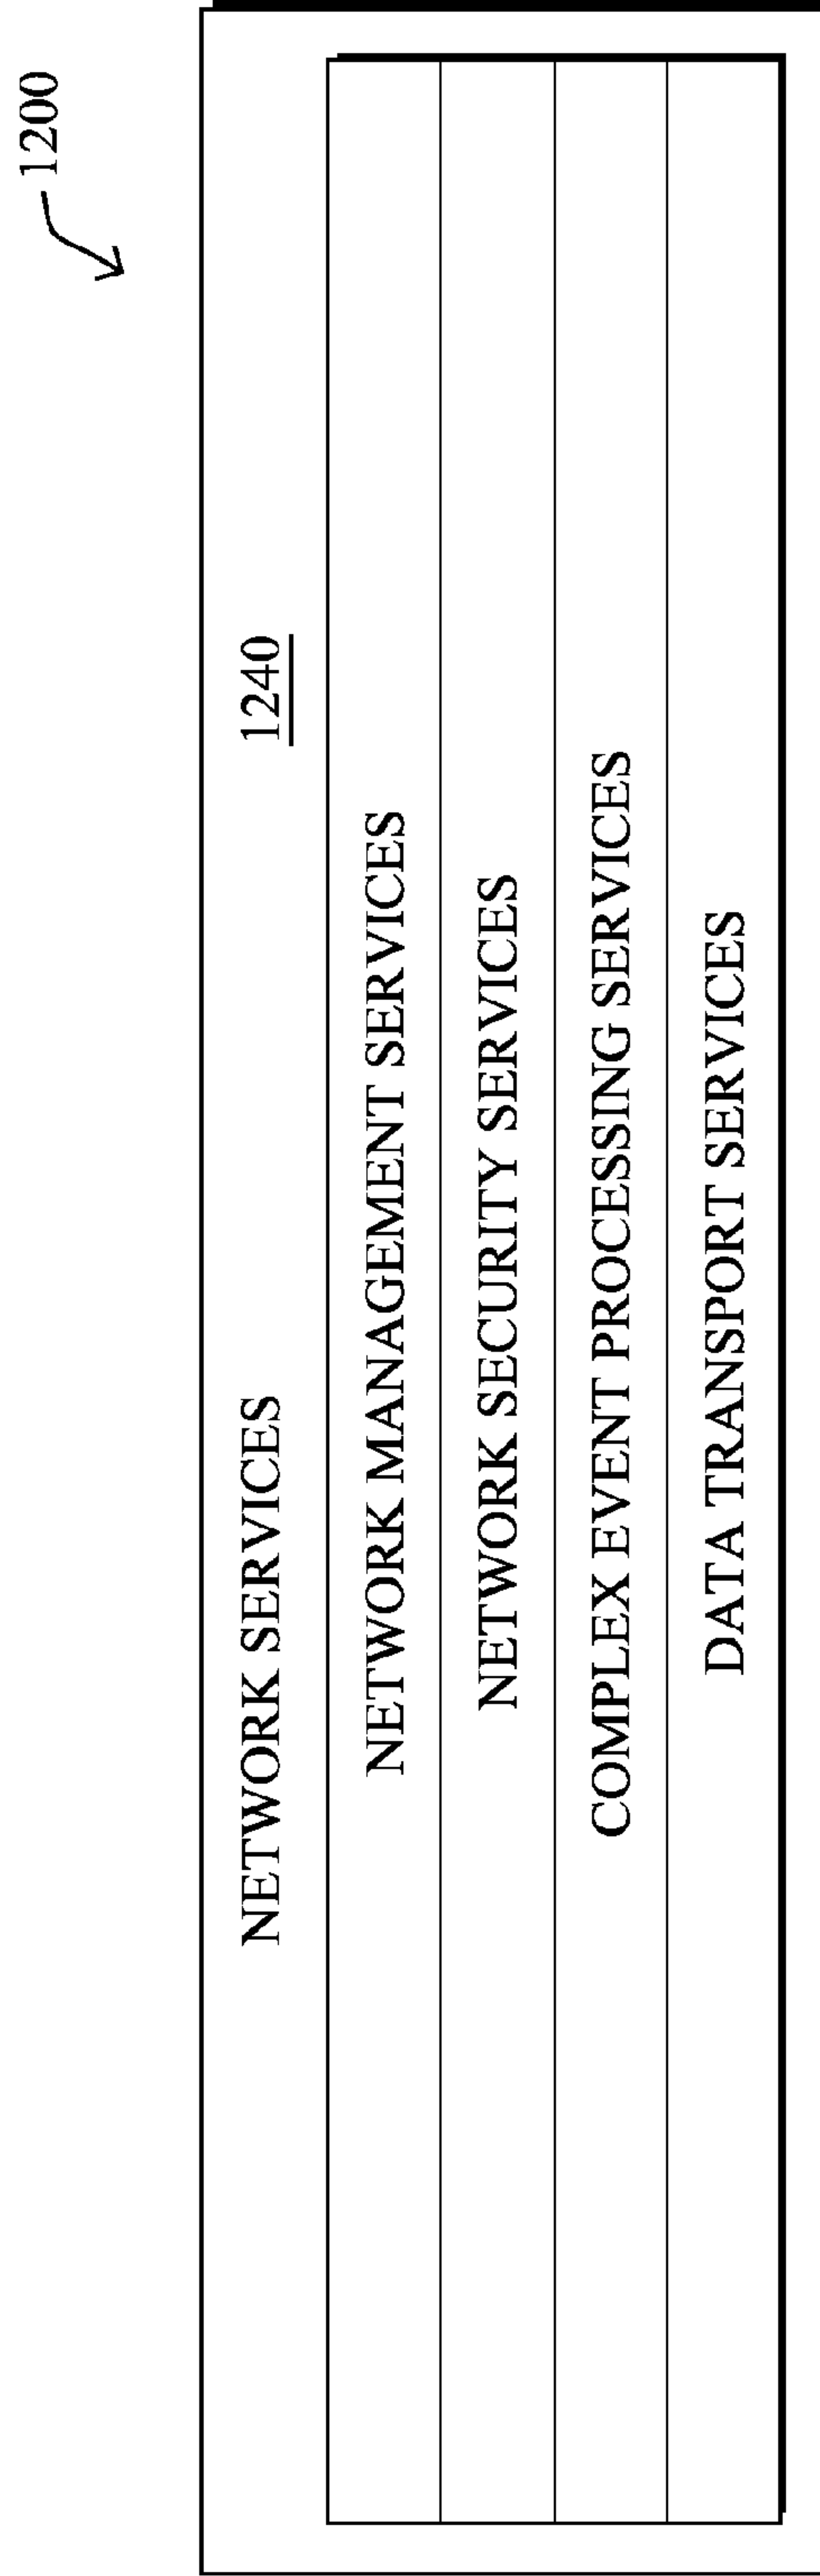 1200
NETWORK SERVICES 1240
NETWORK MANAGEMENT SERVICES
NETWORK SECURITY SERVICES
COMPLEX EVENT PROCESSING SERVICES
DATA TRANSPORT SERVICES